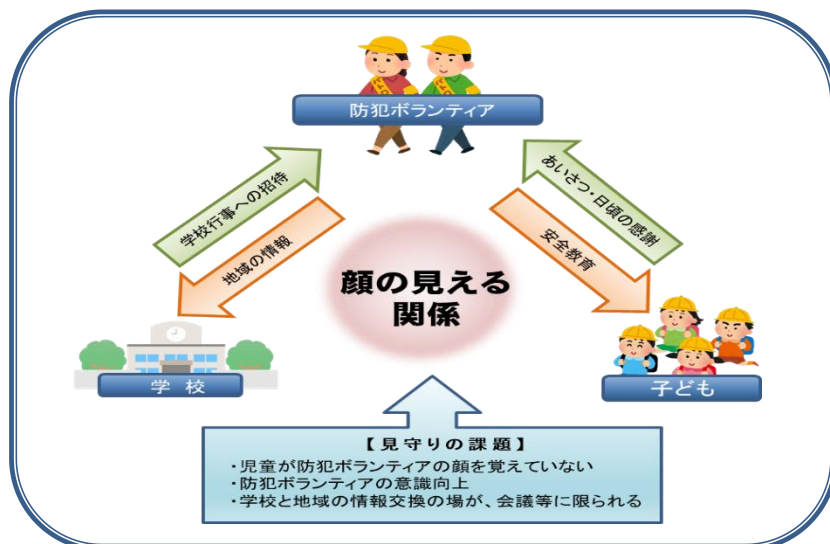 防犯ボランティア
学校行事への招待
地域の情報
あいさつ・日頃の感謝
安全教育
顔の見える
関係
学校
子ども
【見守りの課題】
・児童が防犯ボランティアの顔を覚えていない
・防犯ボランティアの意識向上
・学校と地域の情報交換の場が、会議等に限られる